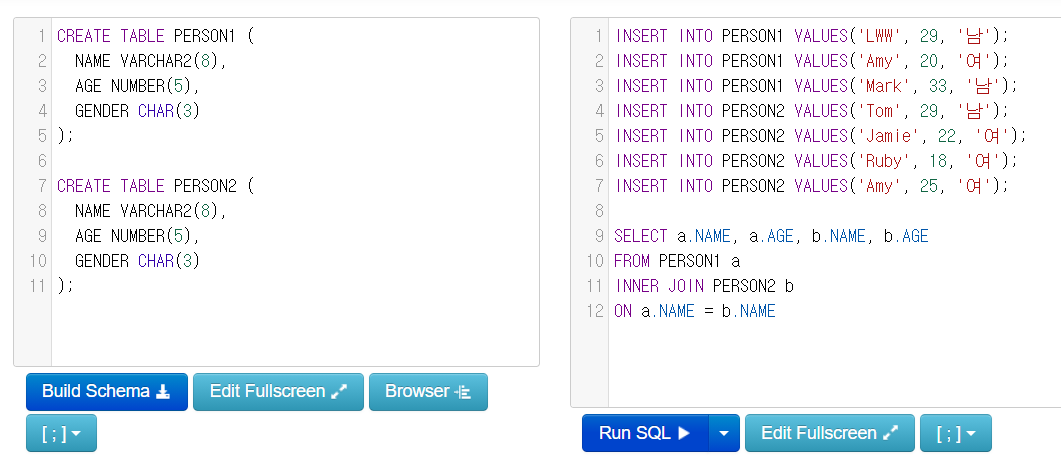 1 CREATE TABLE PERSON1 (
2 NAME VARCHAR2(8),
3 AGE NUMBER(5),
4 GENDER CHAR(3)
5 );
6
7 CREATE TABLE PERSON2 (
8 NAME VARCHAR2(8),
9 AGE NUMBER(5),
10 GENDER CHAR(3)
11 );
Build Schema
Edit Fullscreen
Browser
[ ; ]
1 INSERT INTO PERSON1 VALUES('LWW', 29, '남');
2 INSERT INTO PERSON1 VALUES('Amy', 20, '여');
3 INSERT INTO PERSON1 VALUES('Mark', 33, '남');
4 INSERT INTO PERSON2 VALUES('Tom', 29, '남');
5 INSERT INTO PERSON2 VALUES('Jamie', 22, '여');
6 INSERT INTO PERSON2 VALUES('Ruby', 18, '여');
7 INSERT INTO PERSON2 VALUES('Amy', 25, '여');
8
9 SELECT a.NAME, a.AGE, b.NAME, b.AGE
10 FROM PERSON1 a
11 INNER JOIN PERSON2 b
12 ON a.NAME = b.NAME
Run SQL
Edit Fullscreen
[ ; ]